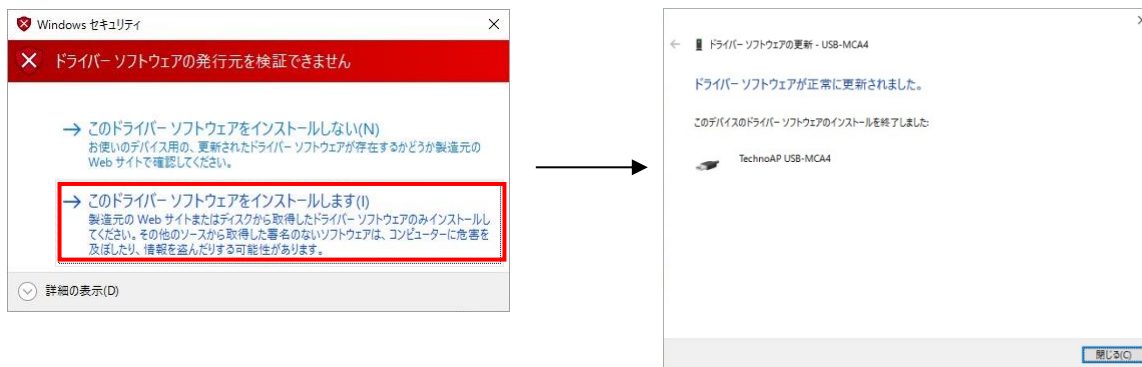 Windows セキュリティ
ドライバー ソフトウェアの発行元を検証できません
このドライバー ソフトウェアをインストールしない(N)
お使いのデバイス用の、更新されたドライバー ソフトウェアが存在するかどうか製造元の
Web サイトで確認してください。
このドライバー ソフトウェアをインストールします(I)
製造元の Web サイトまたはディスクから取得したドライバー ソフトウェアのみインストールし
てください。その他のソースから取得した署名のないソフトウェアは、コンピューターに危害を
及ぼしたり、情報を盗んだりする可能性があります。
詳細の表示(D)
ドライバー ソフトウェアの更新 - USB-MCA4
ドライバー ソフトウェアが正常に更新されました。
このデバイスのドライバー ソフトウェアのインストールを終了しました:
TechnoAP USB-MCA4
閉じる(C)